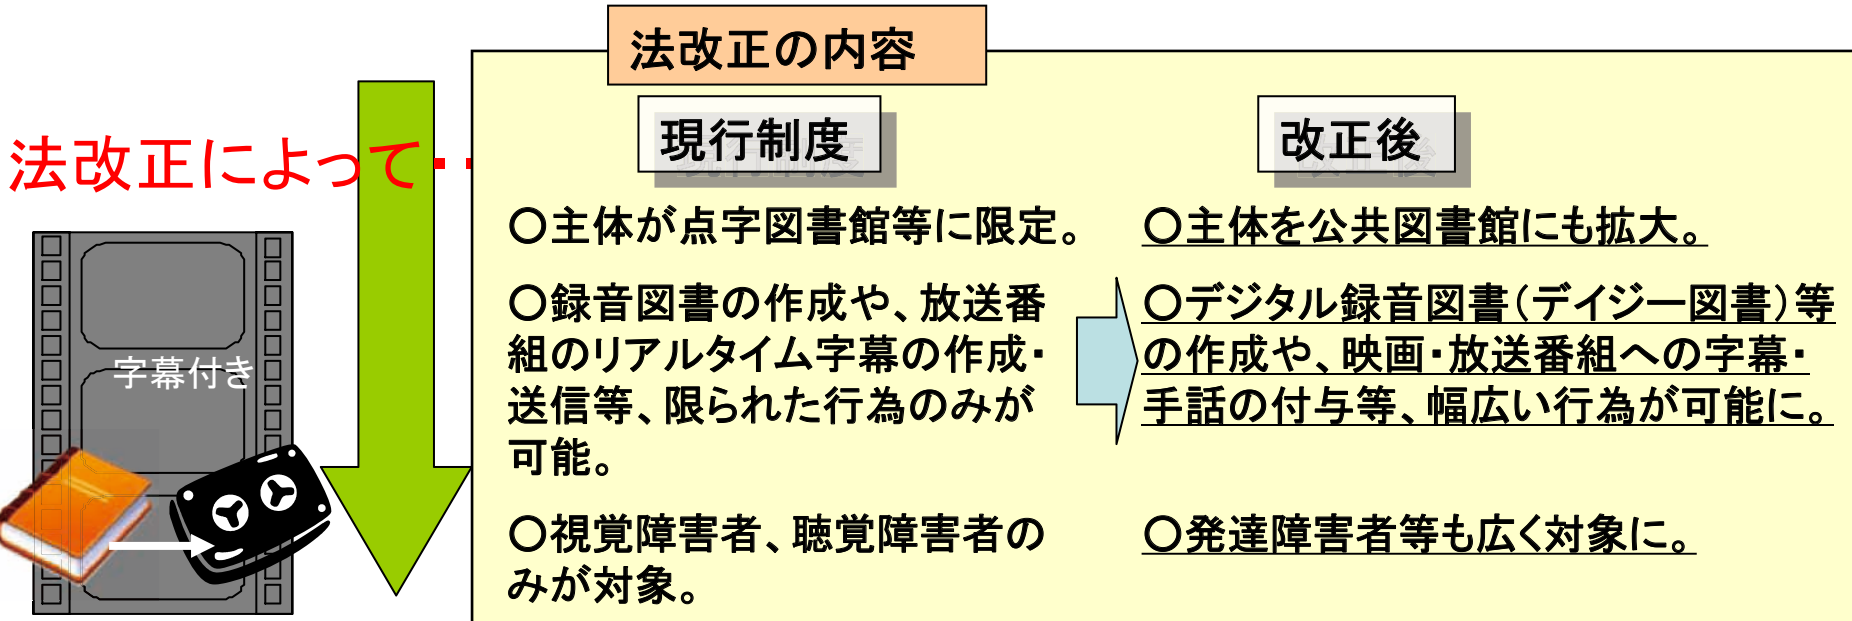 法改正の内容
法改正によって・・
字幕付き
現行制度
○主体が点字図書館等に限定。
○録音図書の作成や、放送番
組のリアルタイム字幕の作成・
送信等、限られた行為のみが
可能。
○視覚障害者、聴覚障害者の
みが対象。
改正後
○主体を公共図書館にも拡大。
○デジタル録音図書(デイジー図書)等
の作成や、映画・放送番組への字幕・
手話の付与等、幅広い行為が可能に。
○発達障害者等も広く対象に。